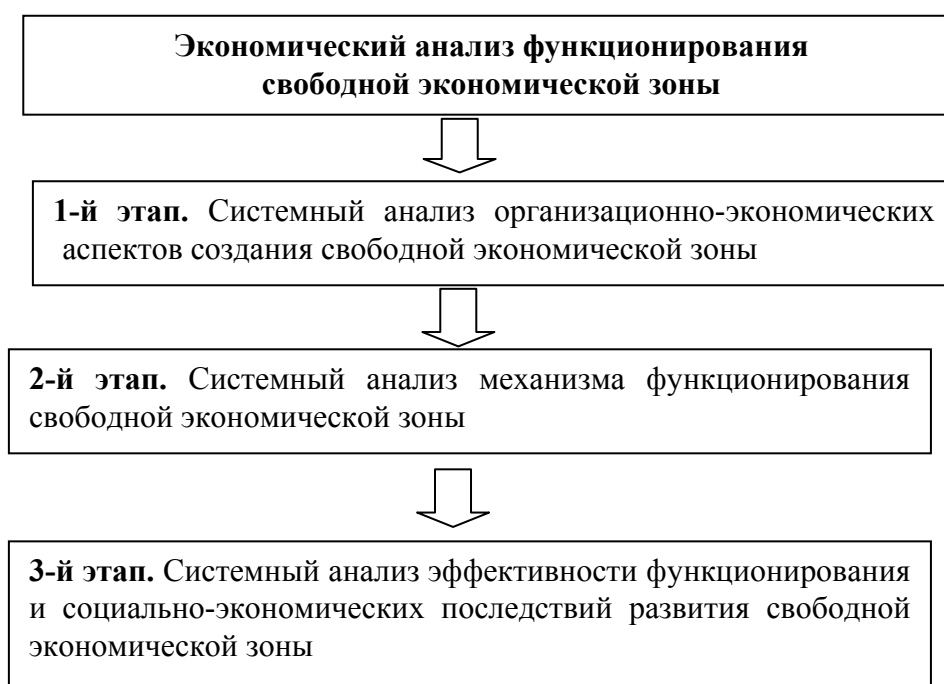 Экономический анализ функционирования
свободной экономической зоны
1-й этап. Системный анализ организационно-экономических
аспектов создания свободной экономической зоны
2-й этап. Системный анализ механизма функционирования
свободной экономической зоны
3-й этап. Системный анализ эффективности функционирования
и социально-экономических последствий развития свободной
экономической зоны